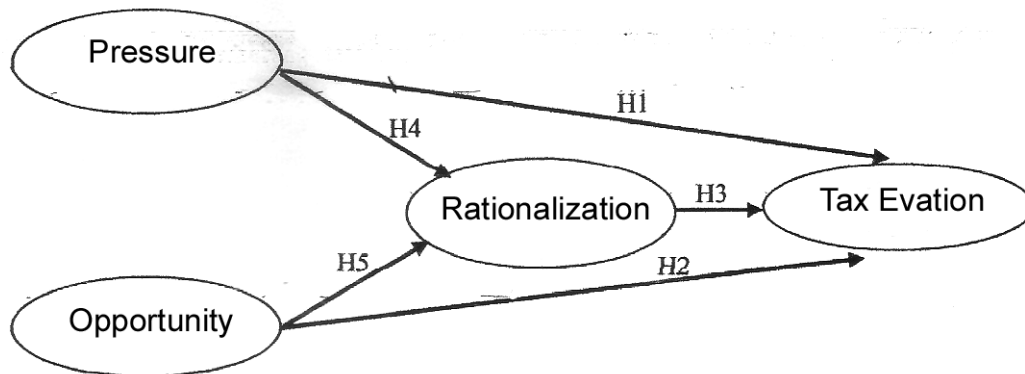 Pressure
H1
H4
Rationalization
H3
Tax Evation
H5
H2
Opportunity